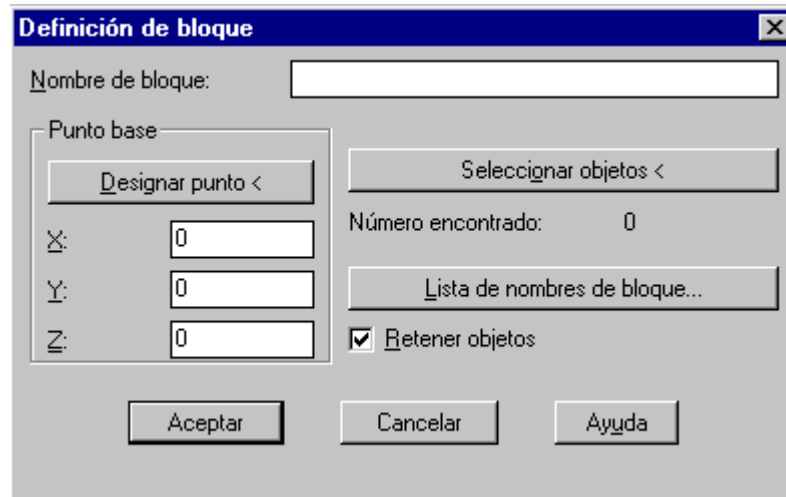 Definición de bloque
Nombre de bloque:
Punto base
Designar punto <
X: 0
Y: 0
Z: 0
Seleccionar objetos <
Número encontrado: 0
Lista de nombres de bloque...
Retener objetos
Aceptar Cancelar Ayuda